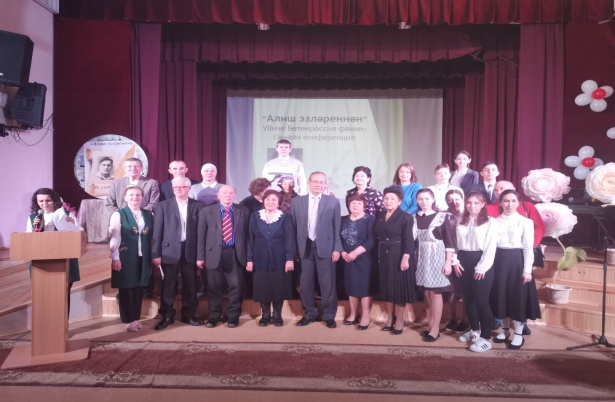 "Алиш эзләреннән"
VIIнче Бөтенроссия фәнни-
гамәли конференция